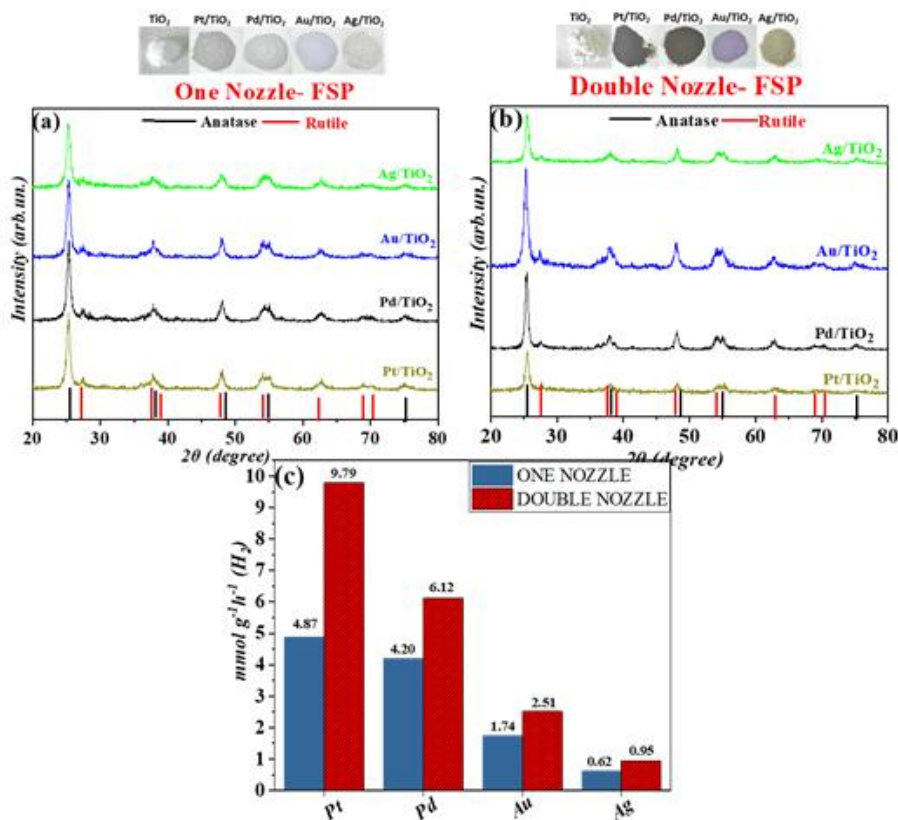 TiO₂ Pt/TiO₂ Pd/TiO₂ Au/TiO₂ Ag/TiO₂
One Nozzle- FSP
(a)
Anatase Rutile
Ag/TiO₂
Au/TiO₂
Pd/TiO₂
Pt/TiO₂
Intensity (arb.un.)
20 30 40 50 60 70 80
2θ (degree)
TiO₂ Pt/TiO₂ Pd/TiO₂ Au/TiO₂ Ag/TiO₂
Double Nozzle- FSP
(b)
Anatase Rutile
Ag/TiO₂
Au/TiO₂
Pd/TiO₂
Pt/TiO₂
Intensity (arb.un.)
20 30 40 50 60 70 80
2θ (degree)
(c)
ONE NOZZLE
DOUBLE NOZZLE
mmol g⁻¹h⁻¹ (H₂)
10
9
8
7
6
5
4
3
2
1
0
4.87 9.79
4.20 6.12
1.74 2.51
0.62 0.95
Pt Pd Au Ag